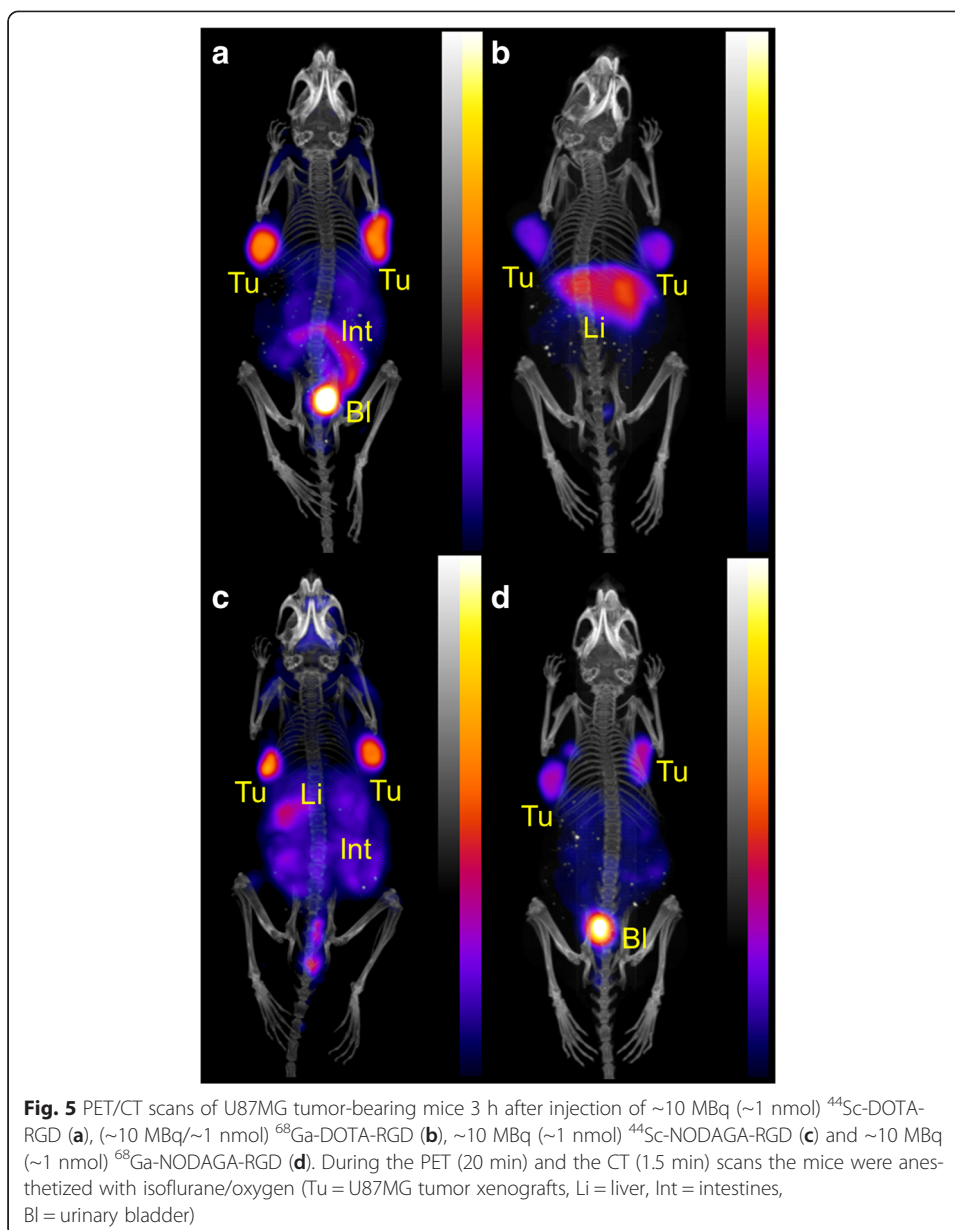 a
b
Tu
Tu
Int
Bl
Tu
Tu
Li
c
d
Tu
Li
Tu
Int
Tu
Tu
Bl
Fig. 5 PET/CT scans of U87MG tumor-bearing mice 3 h after injection of ~10 MBq (~1 nmol) ⁴⁴Sc-DOTA-
RGD (a), (~10 MBq/~1 nmol) ⁶⁸Ga-DOTA-RGD (b), ~10 MBq (~1 nmol) ⁴⁴Sc-NODAGA-RGD (c) and ~10 MBq
(~1 nmol) ⁶⁸Ga-NODAGA-RGD (d). During the PET (20 min) and the CT (1.5 min) scans the mice were anes-
thetized with isoflurane/oxygen (Tu = U87MG tumor xenografts, Li = liver, Int = intestines,
Bl = urinary bladder)